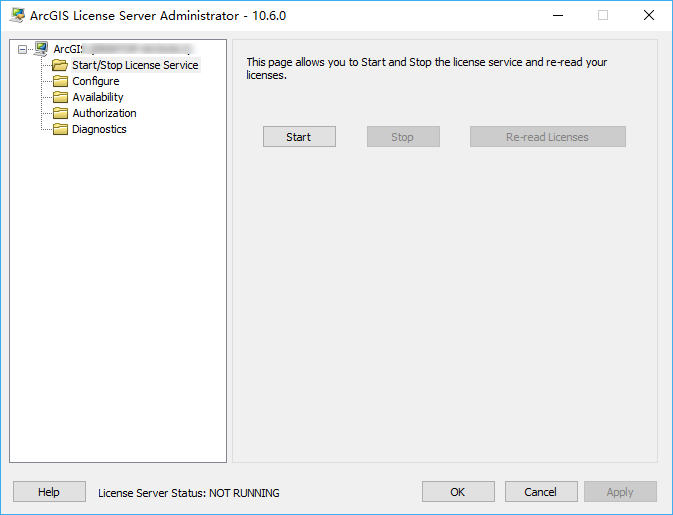 ArcGIS License Server Administrator - 10.6.0
ArcGIS
Start/Stop License Service
Configure
Availability
Authorization
Diagnostics
This page allows you to Start and Stop the license service and re-read your
licenses.
Start
Stop
Re-read Licenses
Help
License Server Status: NOT RUNNING
OK
Cancel
Apply